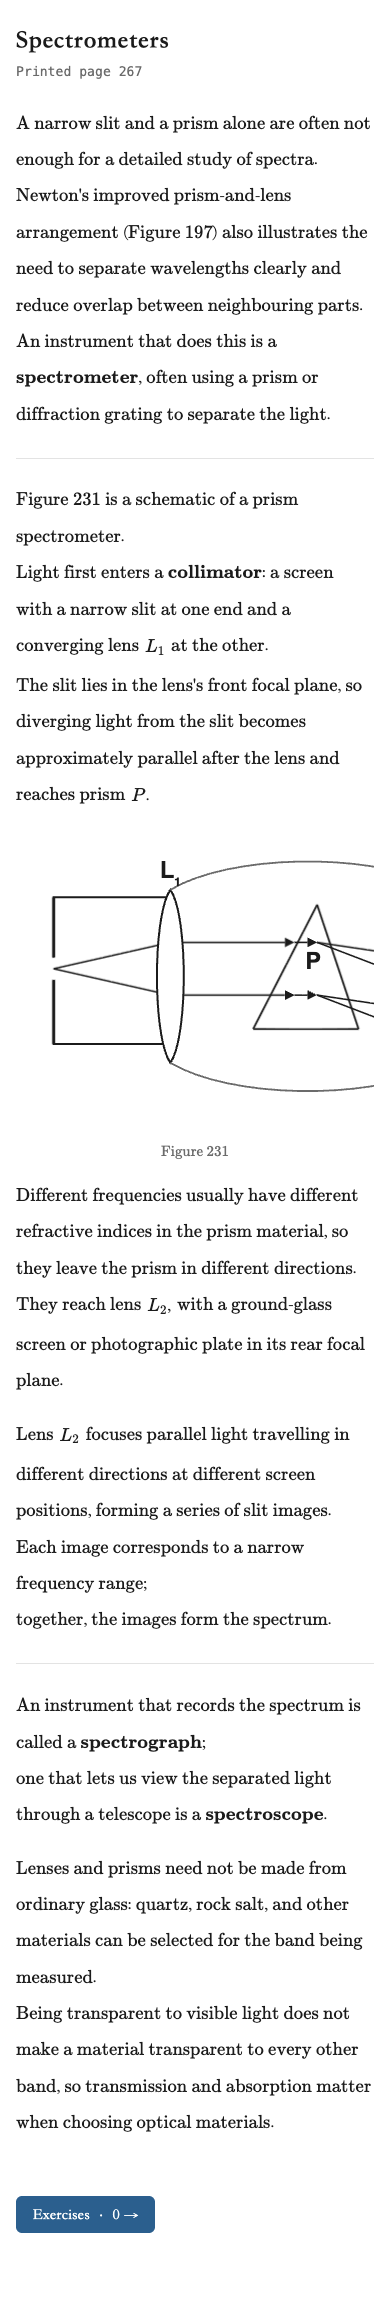 Spectrometers
Printed page 267
A narrow slit and a prism alone are often not
enough for a detailed study of spectra.
Newton's improved prism-and-lens
arrangement (Figure 197) also illustrates the
need to separate wavelengths clearly and
reduce overlap between neighbouring parts.
An instrument that does this is a
spectrometer, often using a prism or
diffraction grating to separate the light.
Figure 231 is a schematic of a prism
spectrometer.
Light first enters a collimator: a screen
with a narrow slit at one end and a
converging lens L₁ at the other.
The slit lies in the lens's front focal plane, so
diverging light from the slit becomes
approximately parallel after the lens and
reaches prism P.
L₁
P
Figure 231
Different frequencies usually have different
refractive indices in the prism material, so
they leave the prism in different directions.
They reach lens L₂, with a ground-glass
screen or photographic plate in its rear focal
plane.
Lens L₂ focuses parallel light travelling in
different directions at different screen
positions, forming a series of slit images.
Each image corresponds to a narrow
frequency range;
together, the images form the spectrum.
An instrument that records the spectrum is
called a spectrograph;
one that lets us view the separated light
through a telescope is a spectroscope.
Lenses and prisms need not be made from
ordinary glass: quartz, rock salt, and other
materials can be selected for the band being
measured.
Being transparent to visible light does not
make a material transparent to every other
band, so transmission and absorption matter
when choosing optical materials.
Exercises · 0 →